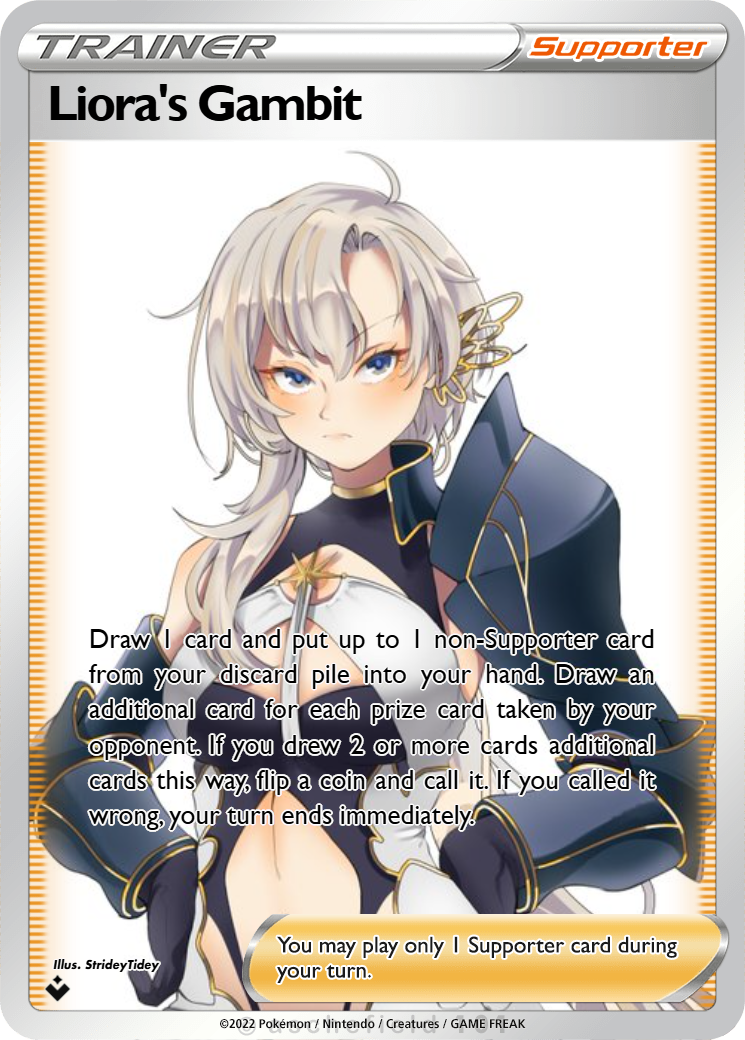 TRAINER
Supporter
Liora's Gambit
Draw 1 card and put up to 1 non-Supporter card
from your discard pile into your hand. Draw an
additional card for each prize card taken by your
opponent. If you drew 2 or more cards additional
cards this way, flip a coin and call it. If you called it
wrong, your turn ends immediately.
You may play only 1 Supporter card during
your turn.
Illus. StrideyTidey
©2022 Pokémon / Nintendo / Creatures / GAME FREAK